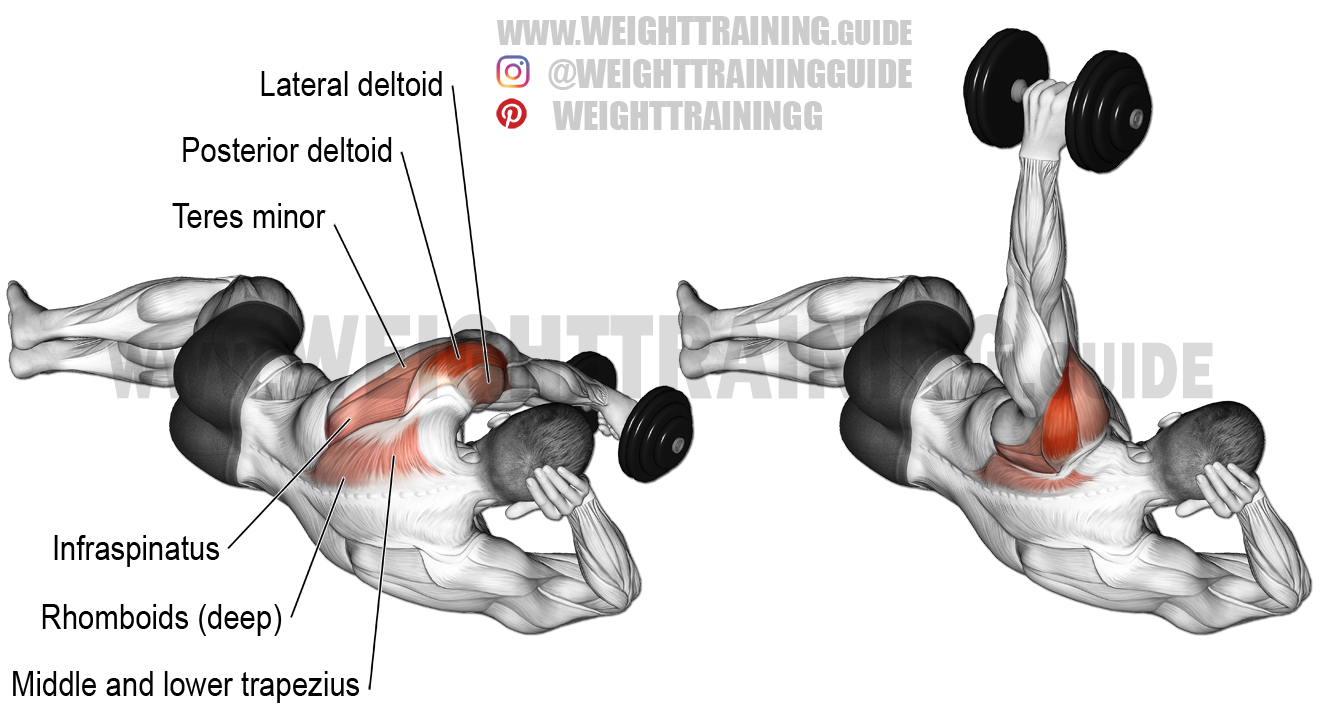 www.WEIGHTTRAINING.GUIDE
@WEIGHTTRAININGGUIDE
WEIGHTTRAININGG
Lateral deltoid
Posterior deltoid
Teres minor
www.WEIGHTTRAINING.GUIDE
Infraspinatus
Rhomboids (deep)
Middle and lower trapezius